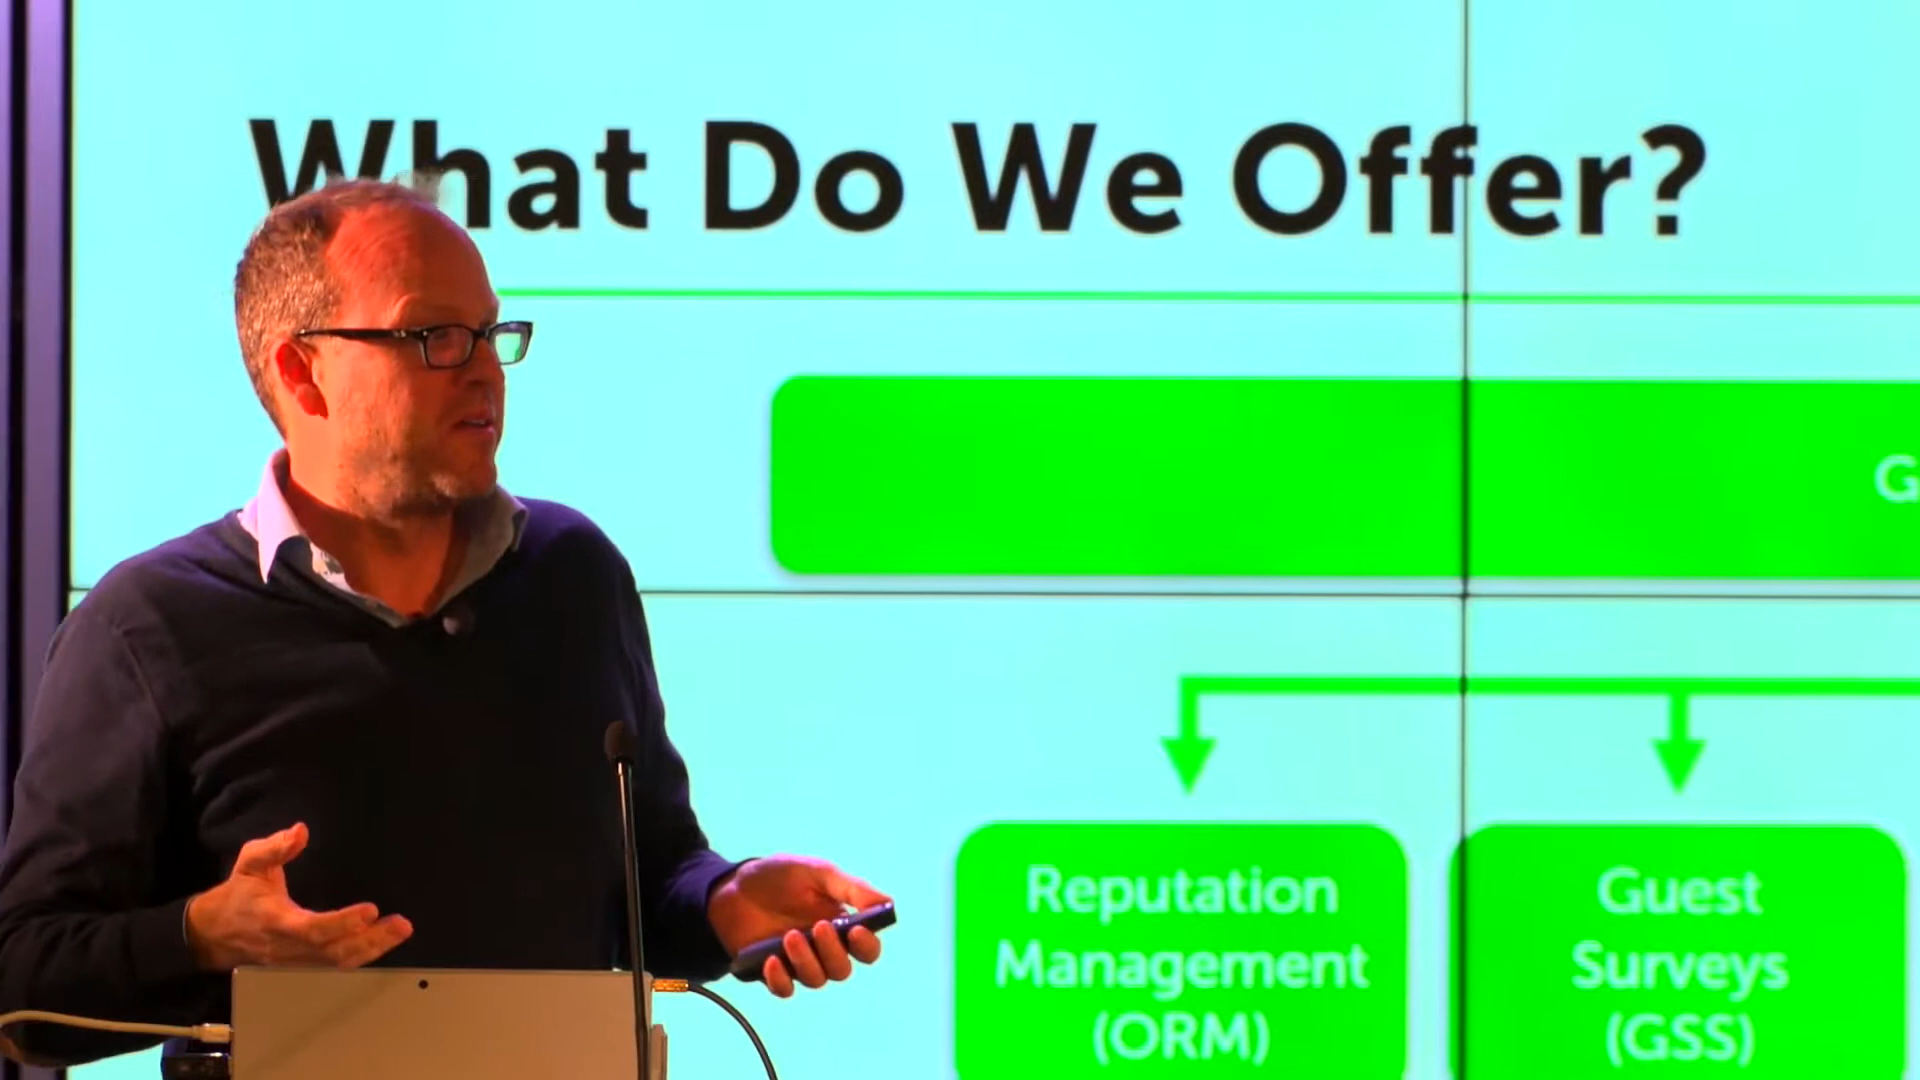 What Do We Offer?
G
Reputation
Management
(ORM)
Guest
Surveys
(GSS)